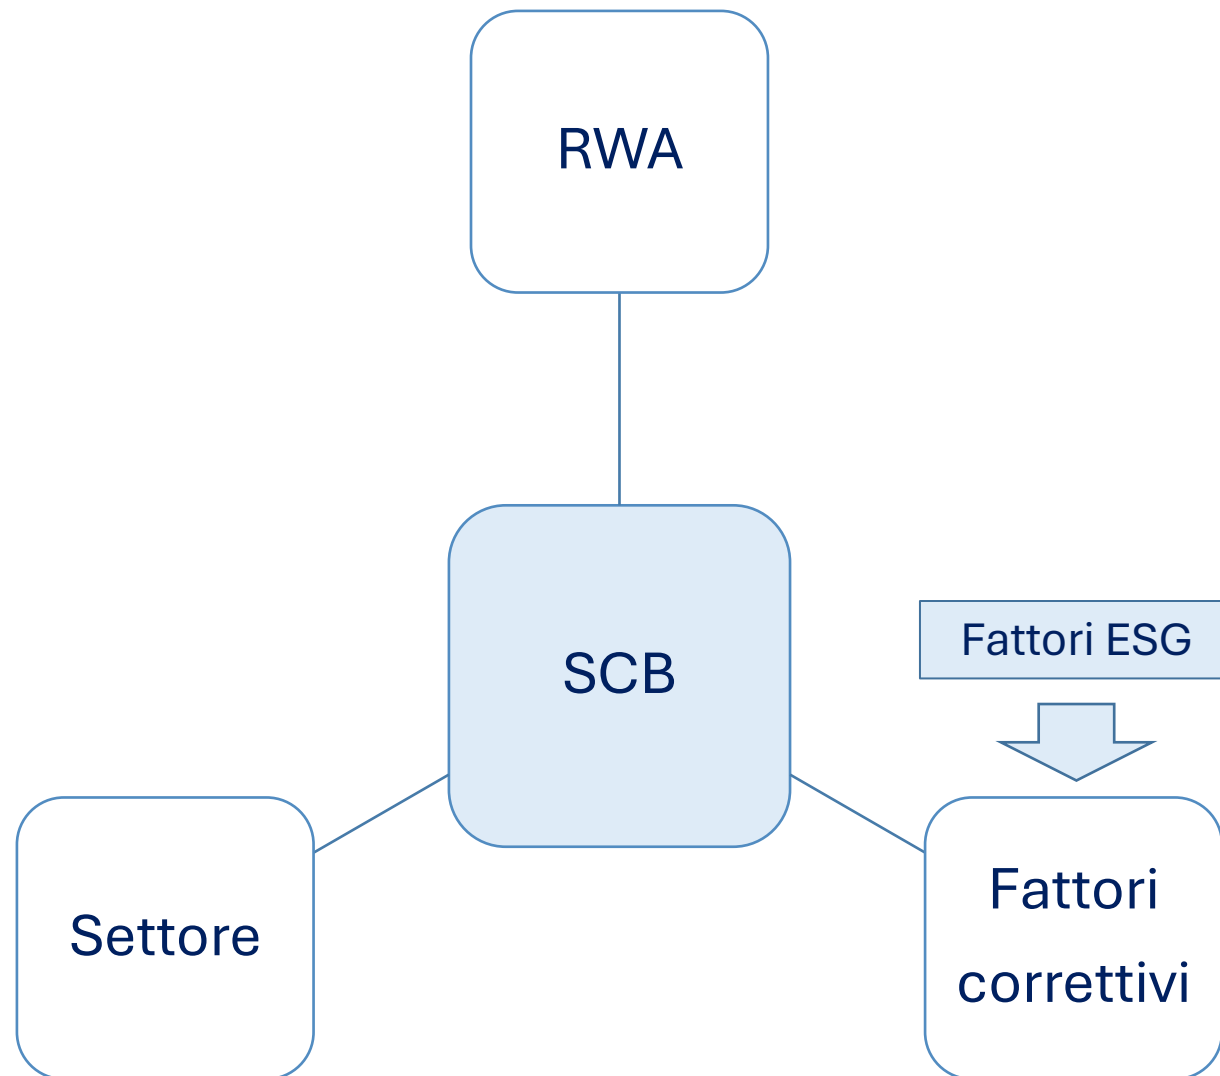 RWA
SCB
Fattori ESG
Settore
Fattori
correttivi